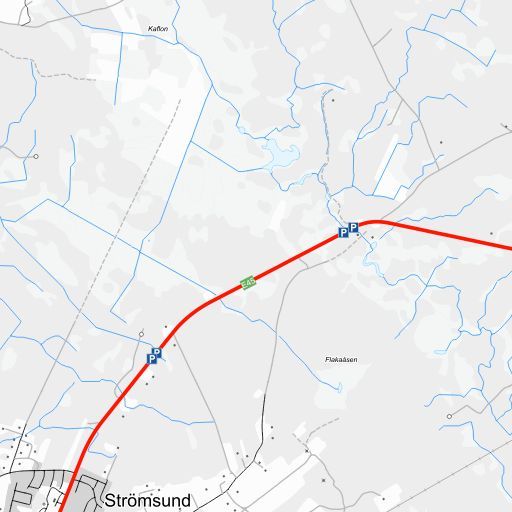 Kaflon
P P
E45
Flakaåsen
P P
Strömsund